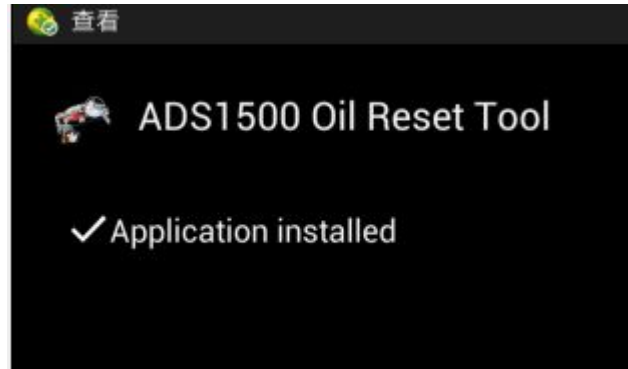 查看
ADS1500 Oil Reset Tool
Application installed